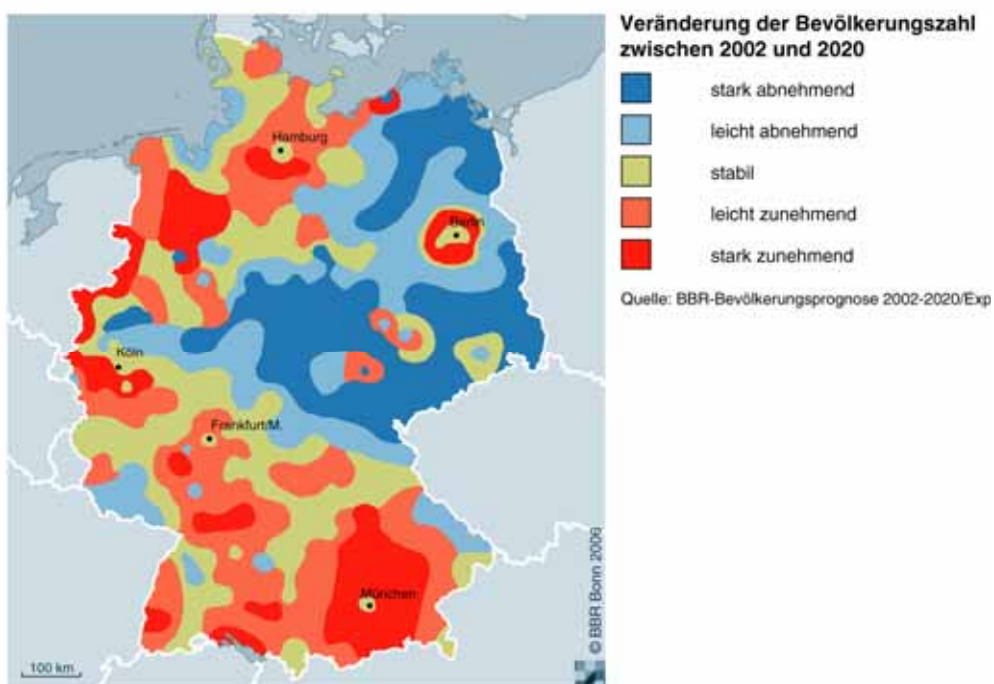 Veränderung der Bevölkerungszahl
zwischen 2002 und 2020
stark abnehmend
leicht abnehmend
stabil
leicht zunehmend
stark zunehmend
Quelle: BBR-Bevölkerungsprognose 2002-2020/Exp
Hamburg
Berlin
Köln
Frankfurt/M.
München
100 km
© BBR Bonn 2006